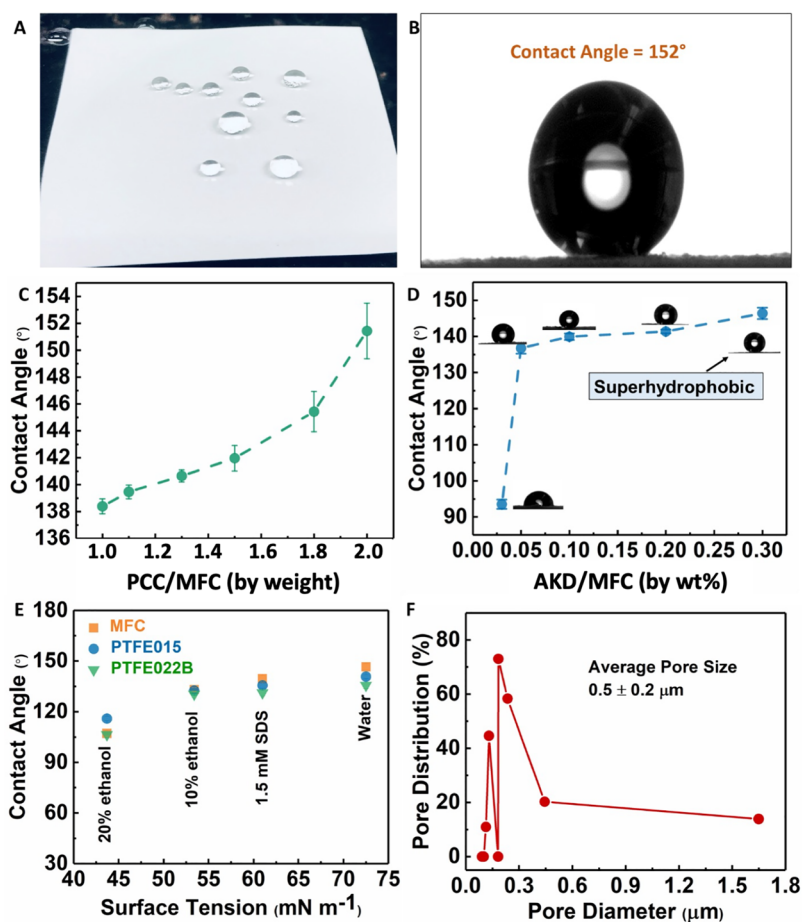 A
B
Contact Angle = 152°
C
154
152
150
148
146
144
142
140
138
136
Contact Angle (°)
1.0 1.2 1.4 1.6 1.8 2.0
PCC/MFC (by weight)
D
150
140
130
120
110
100
90
Contact Angle (°)
Superhydrophobic
0.00 0.05 0.10 0.15 0.20 0.25 0.30
AKD/MFC (by wt%)
E
180
150
120
90
60
30
Contact Angle (°)
MFC
PTFE015
PTFE022B
20% ethanol
10% ethanol
1.5 mM SDS
Water
40 45 50 55 60 65 70 75
Surface Tension (mN m-1)
F
80
60
40
20
0
Pore Distribution (%)
Average Pore Size
0.5 ± 0.2 μm
0.0 0.3 0.6 0.9 1.2 1.5 1.8
Pore Diameter (μm)